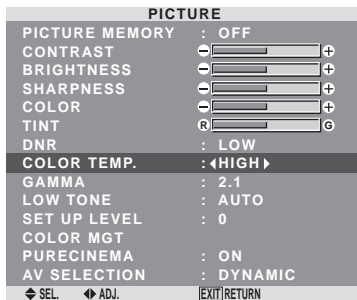 PICTURE
PICTURE MEMORY : OFF
CONTRAST
BRIGHTNESS
SHARPNESS
COLOR
TINT R G
DNR : LOW
COLOR TEMP. : HIGH
GAMMA : 2.1
LOW TONE : AUTO
SET UP LEVEL : 0
COLOR MGT
PURECINEMA : ON
AV SELECTION : DYNAMIC
SEL. ADJ. EXIT RETURN